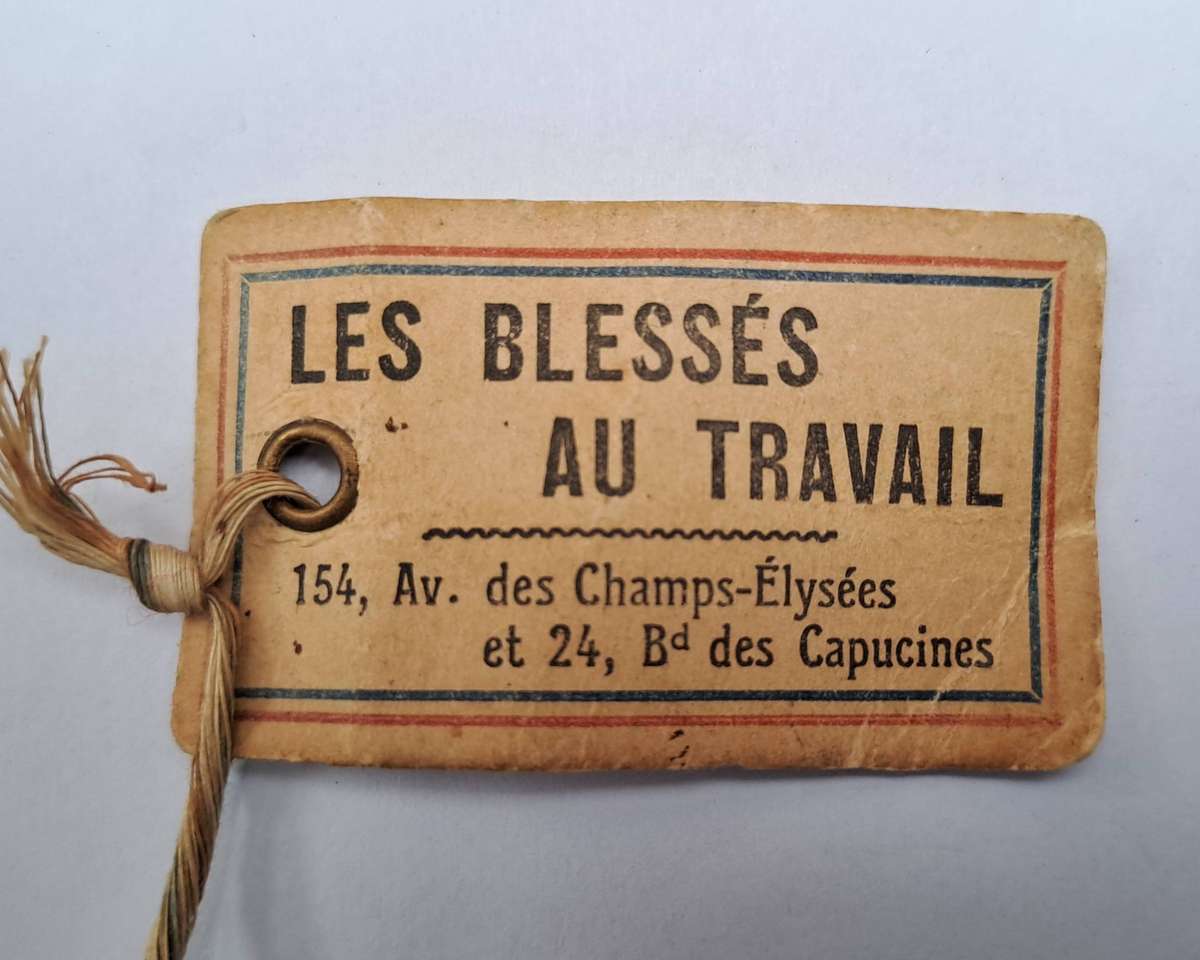 LES BLESSÉS
AU TRAVAIL
154, Av. des Champs-Élysées
et 24, Bd des Capucines